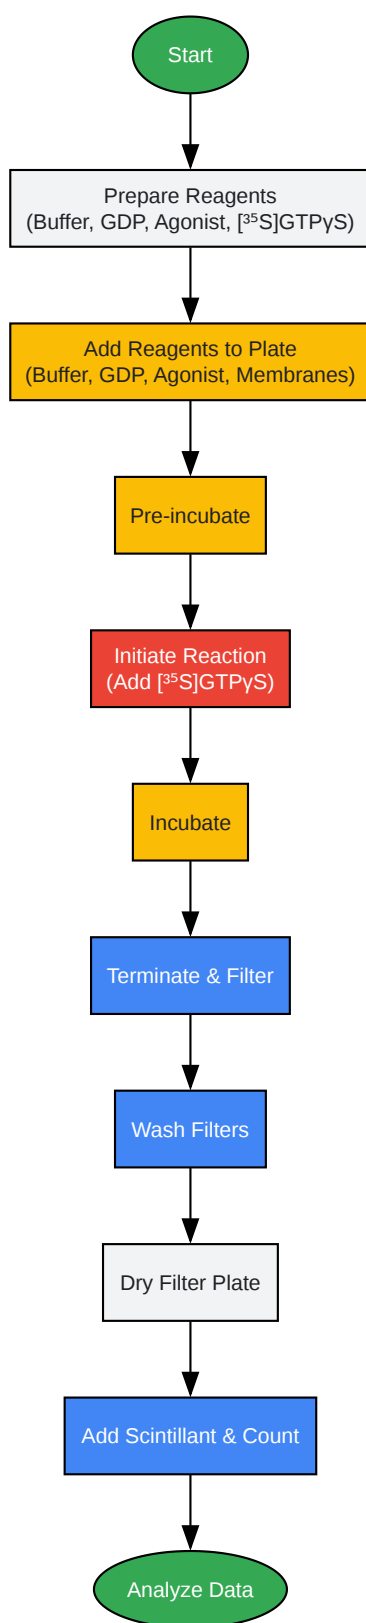 Start
Prepare Reagents
(Buffer, GDP, Agonist, [³⁵S]GTPγS)
Add Reagents to Plate
(Buffer, GDP, Agonist, Membranes)
Pre-incubate
Initiate Reaction
(Add [³⁵S]GTPγS)
Incubate
Terminate & Filter
Wash Filters
Dry Filter Plate
Add Scintillant & Count
Analyze Data